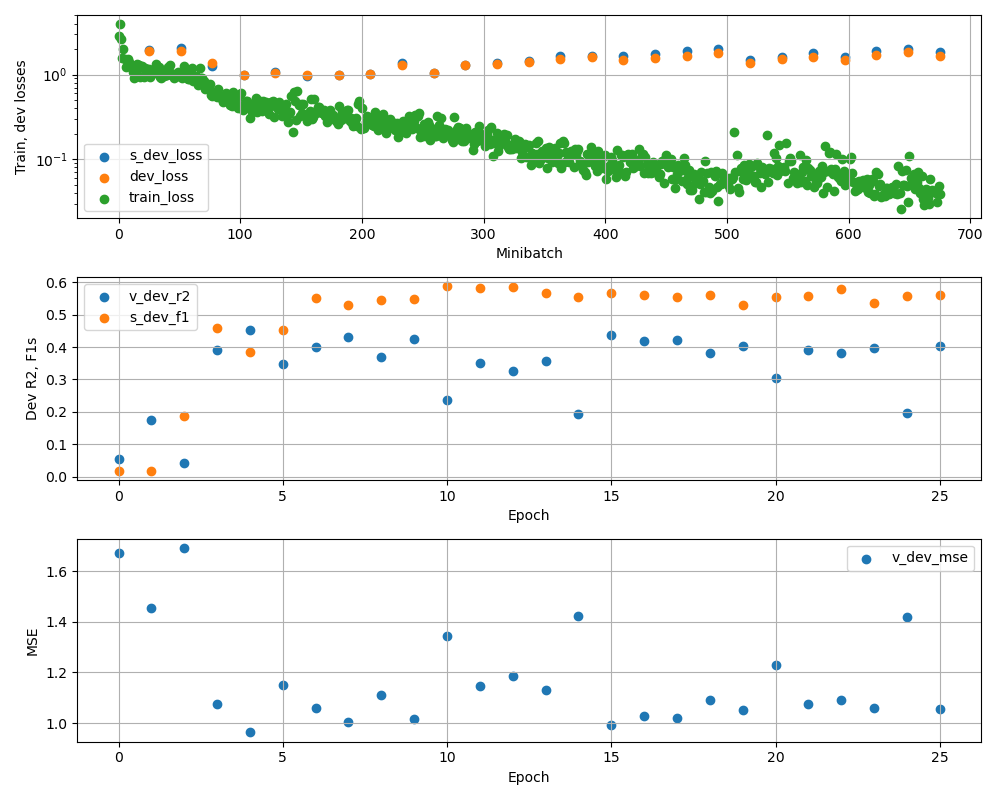 Train, dev losses
10⁰
10⁻¹
s_dev_loss
dev_loss
train_loss
0 100 200 300 400 500 600 700
Minibatch
Dev R2, F1s
0.6
0.5
0.4
0.3
0.2
0.1
0.0
v_dev_r2
s_dev_f1
0 5 10 15 20 25
Epoch
MSE
1.6
1.4
1.2
1.0
v_dev_mse
0 5 10 15 20 25
Epoch